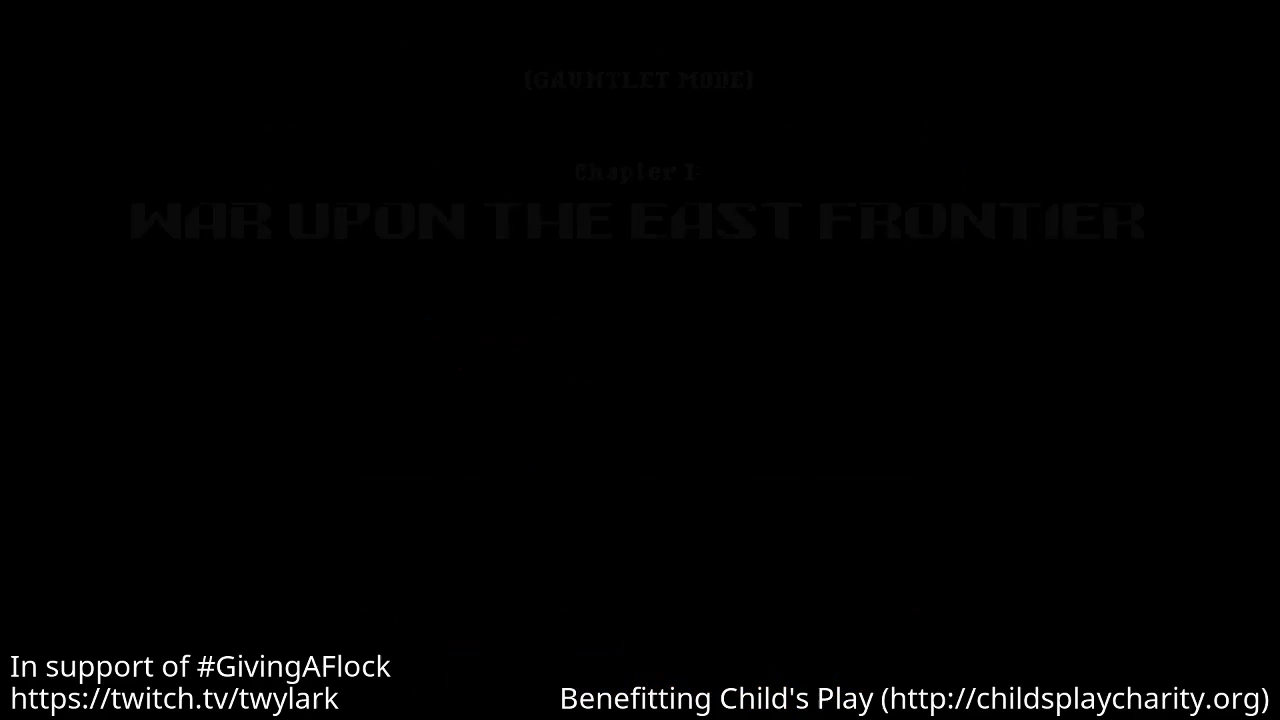 (GAUNTLET MODE)
Chapter I-
WAR UPON THE EAST FRONTIER
In support of #GivingAFlock
https://twitch.tv/twylark
Benefitting Child's Play (http://childsplaycharity.org)